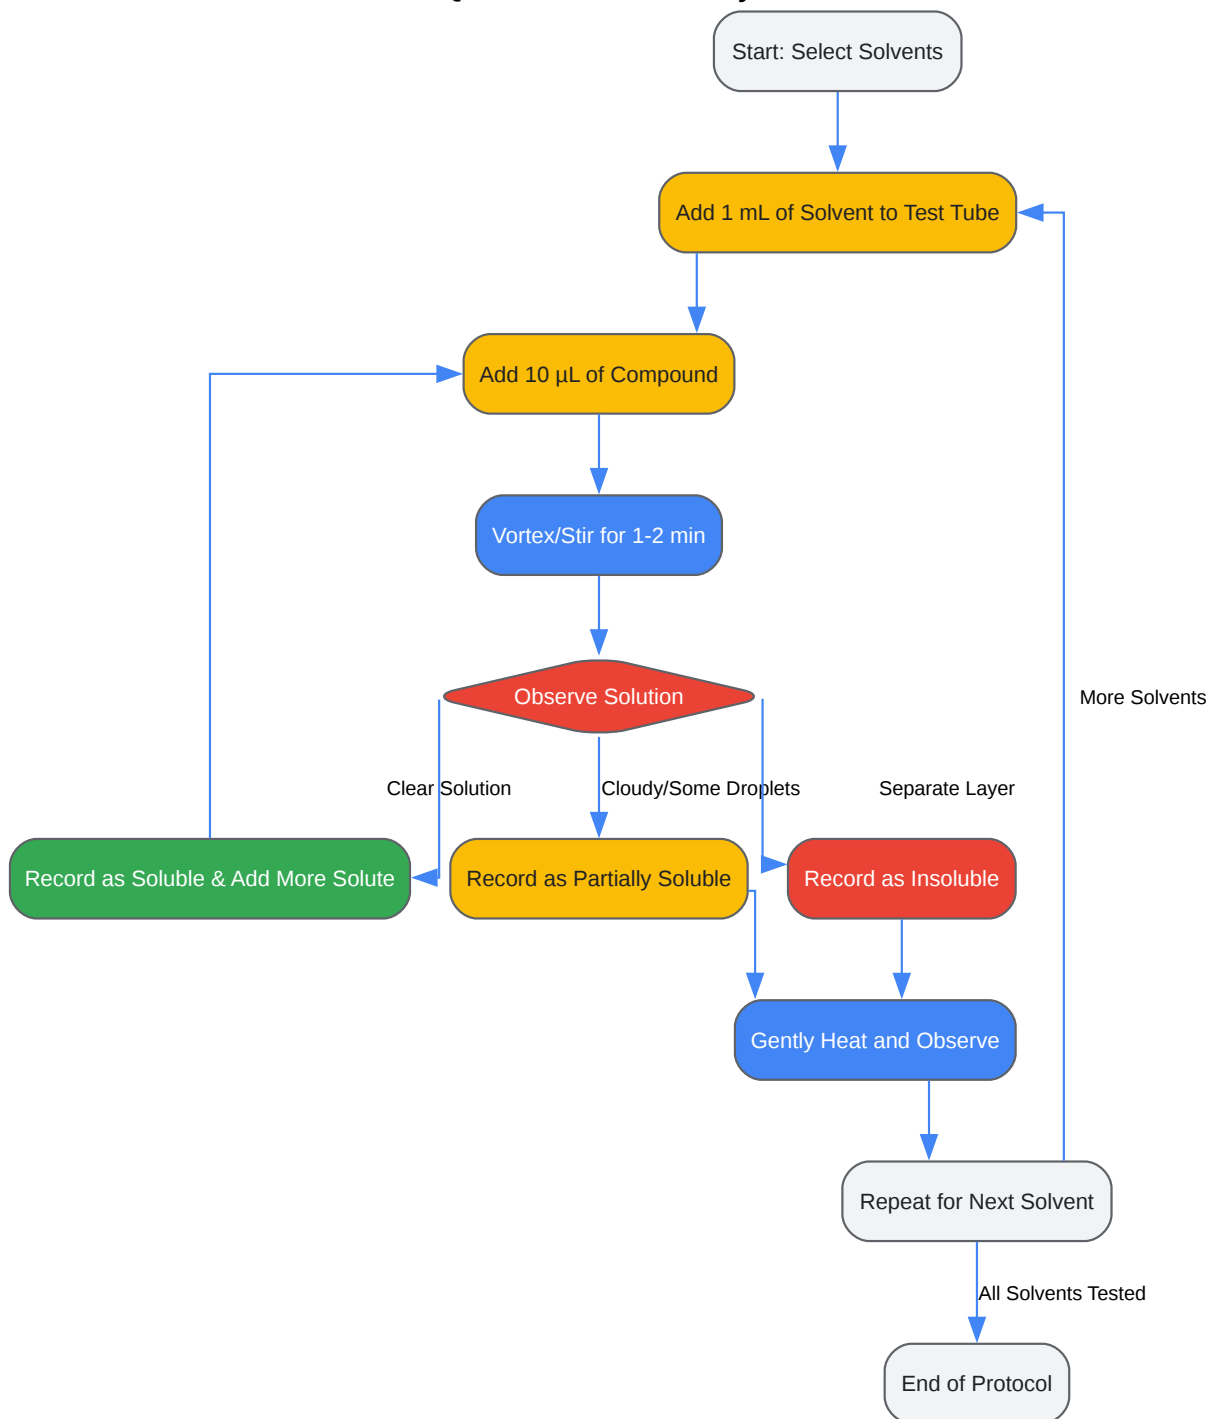 Start: Select Solvents
Add 1 mL of Solvent to Test Tube
Add 10 µL of Compound
Vortex/Stir for 1-2 min
Observe Solution
More Solvents
Clear Solution
Cloudy/Some Droplets
Separate Layer
Record as Soluble & Add More Solute
Record as Partially Soluble
Record as Insoluble
Gently Heat and Observe
Repeat for Next Solvent
All Solvents Tested
End of Protocol